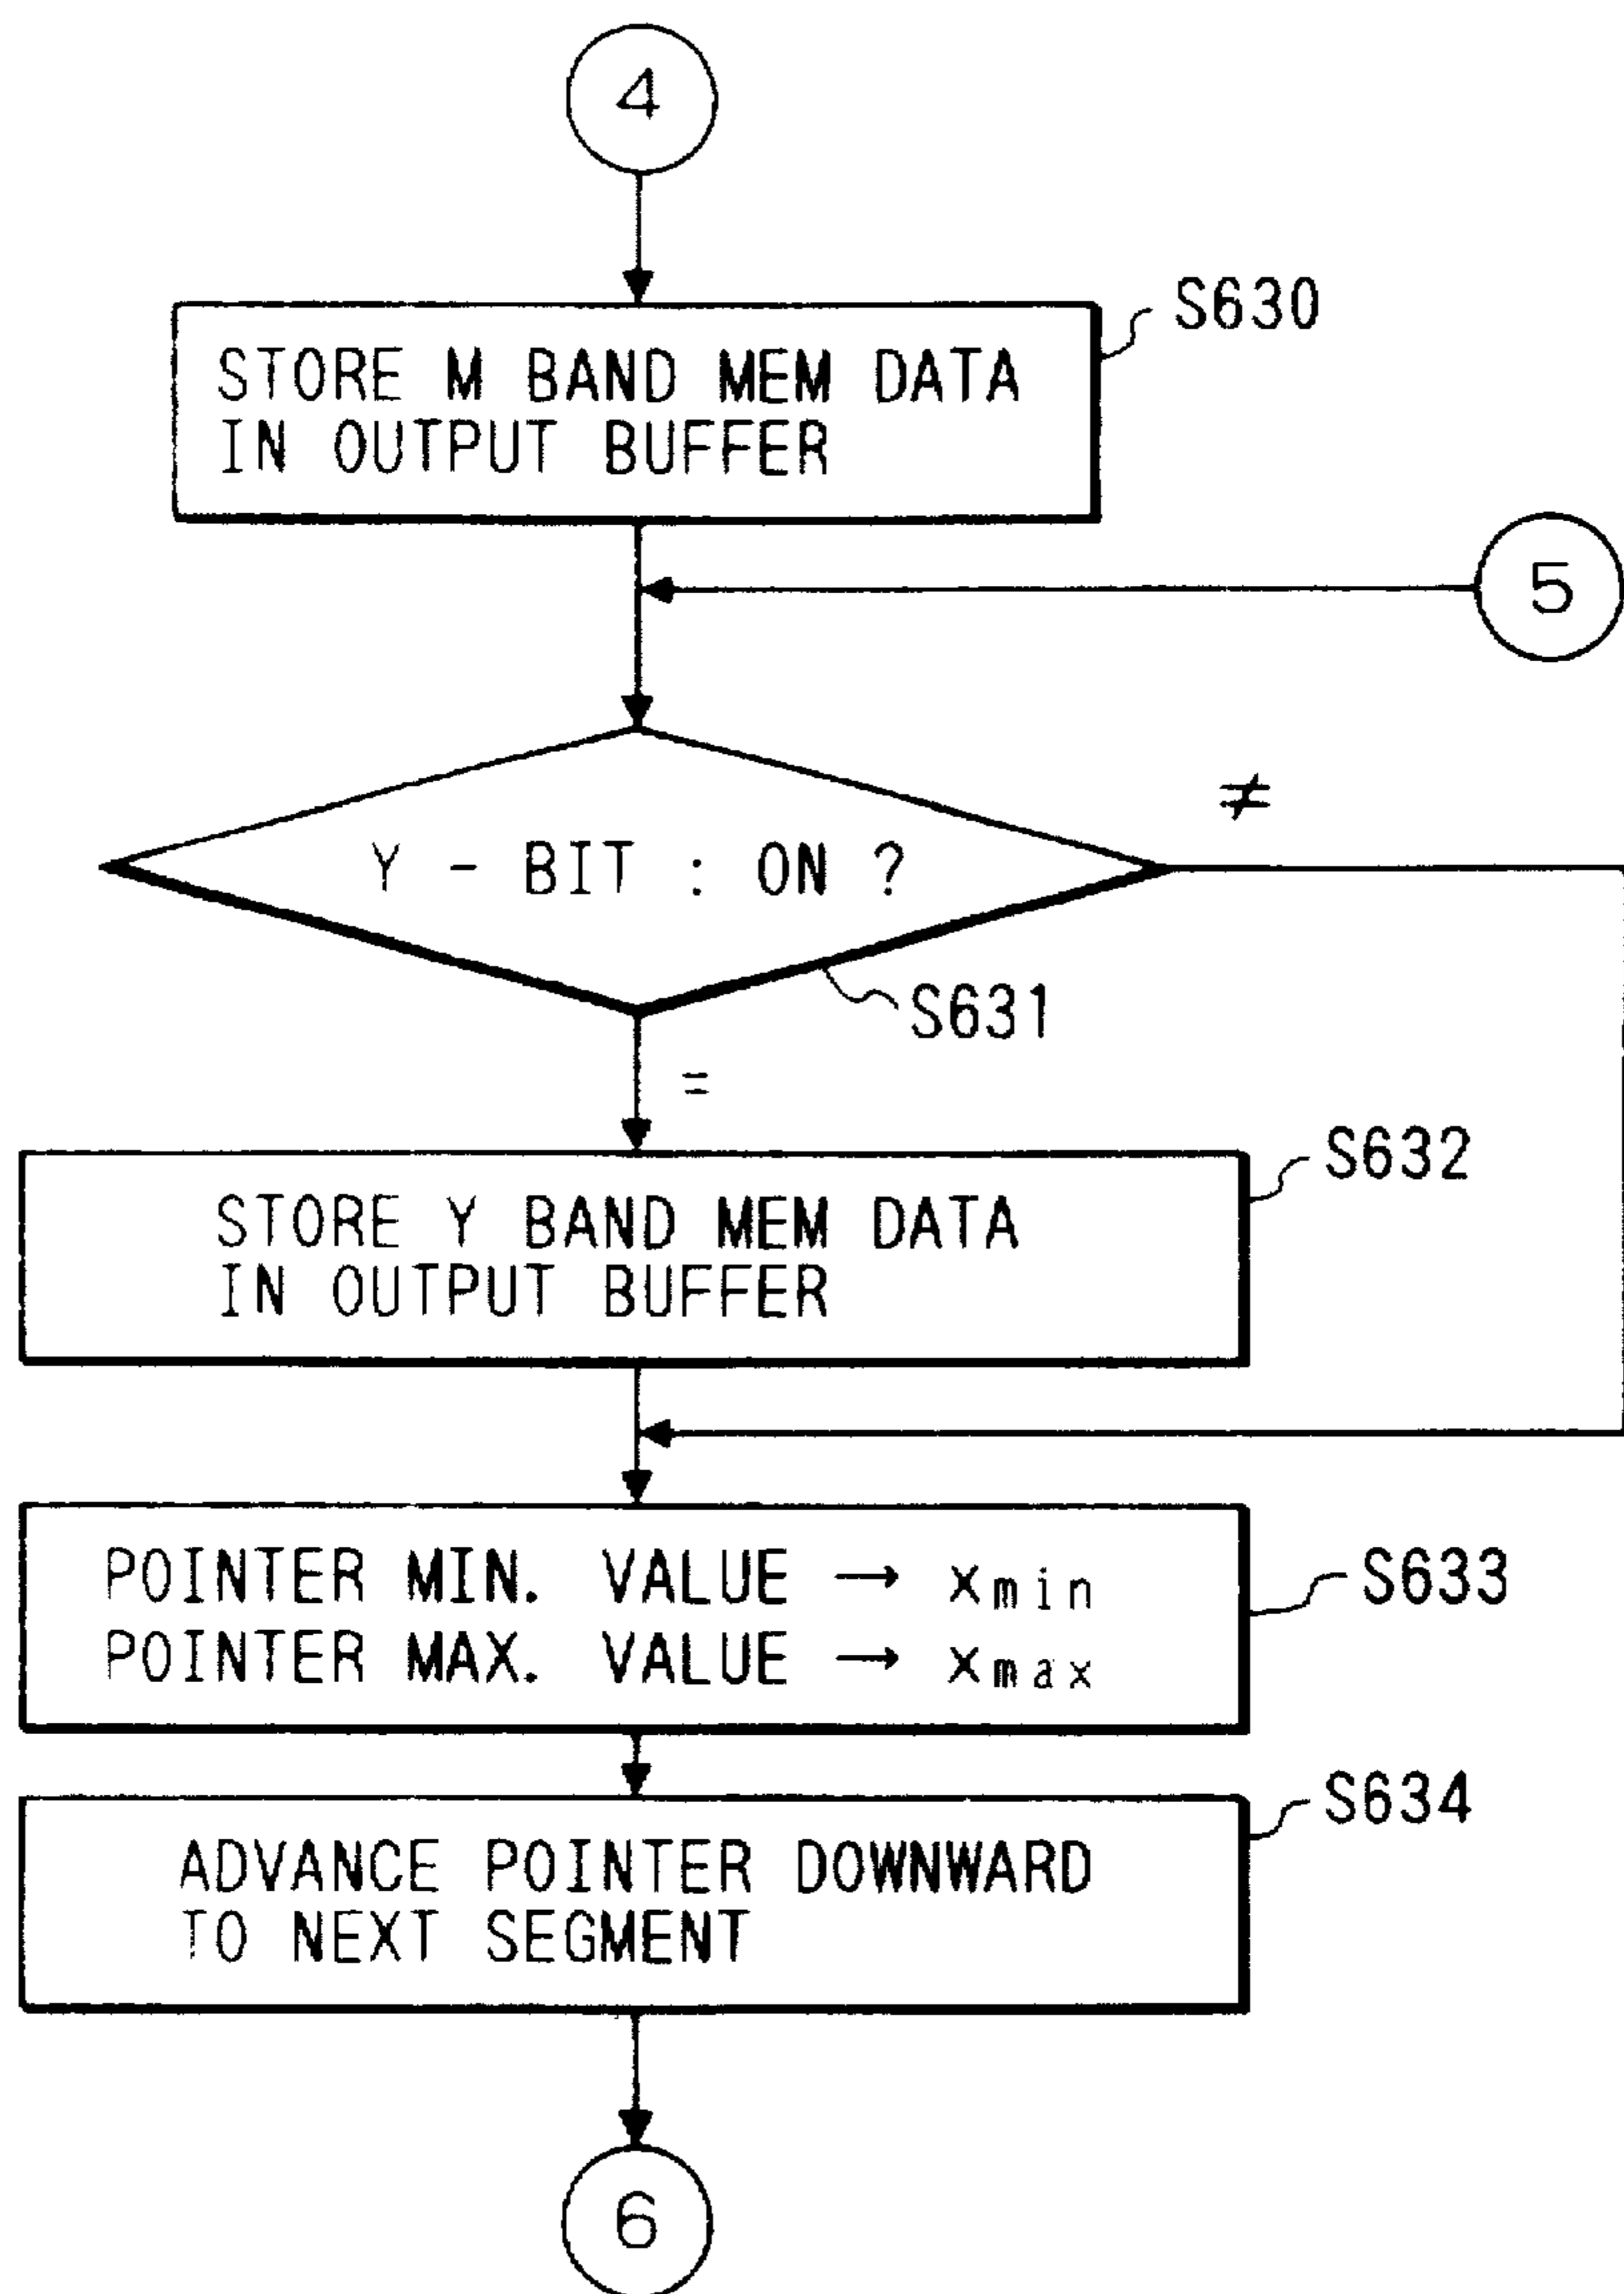 4
S630
STORE M BAND MEM DATA
IN OUTPUT BUFFER
5
≠
Y - BIT : ON ?
S631
=
S632
STORE Y BAND MEM DATA
IN OUTPUT BUFFER
POINTER MIN. VALUE → xmin
S633
POINTER MAX. VALUE → xmax
S634
ADVANCE POINTER DOWNWARD
TO NEXT SEGMENT
6